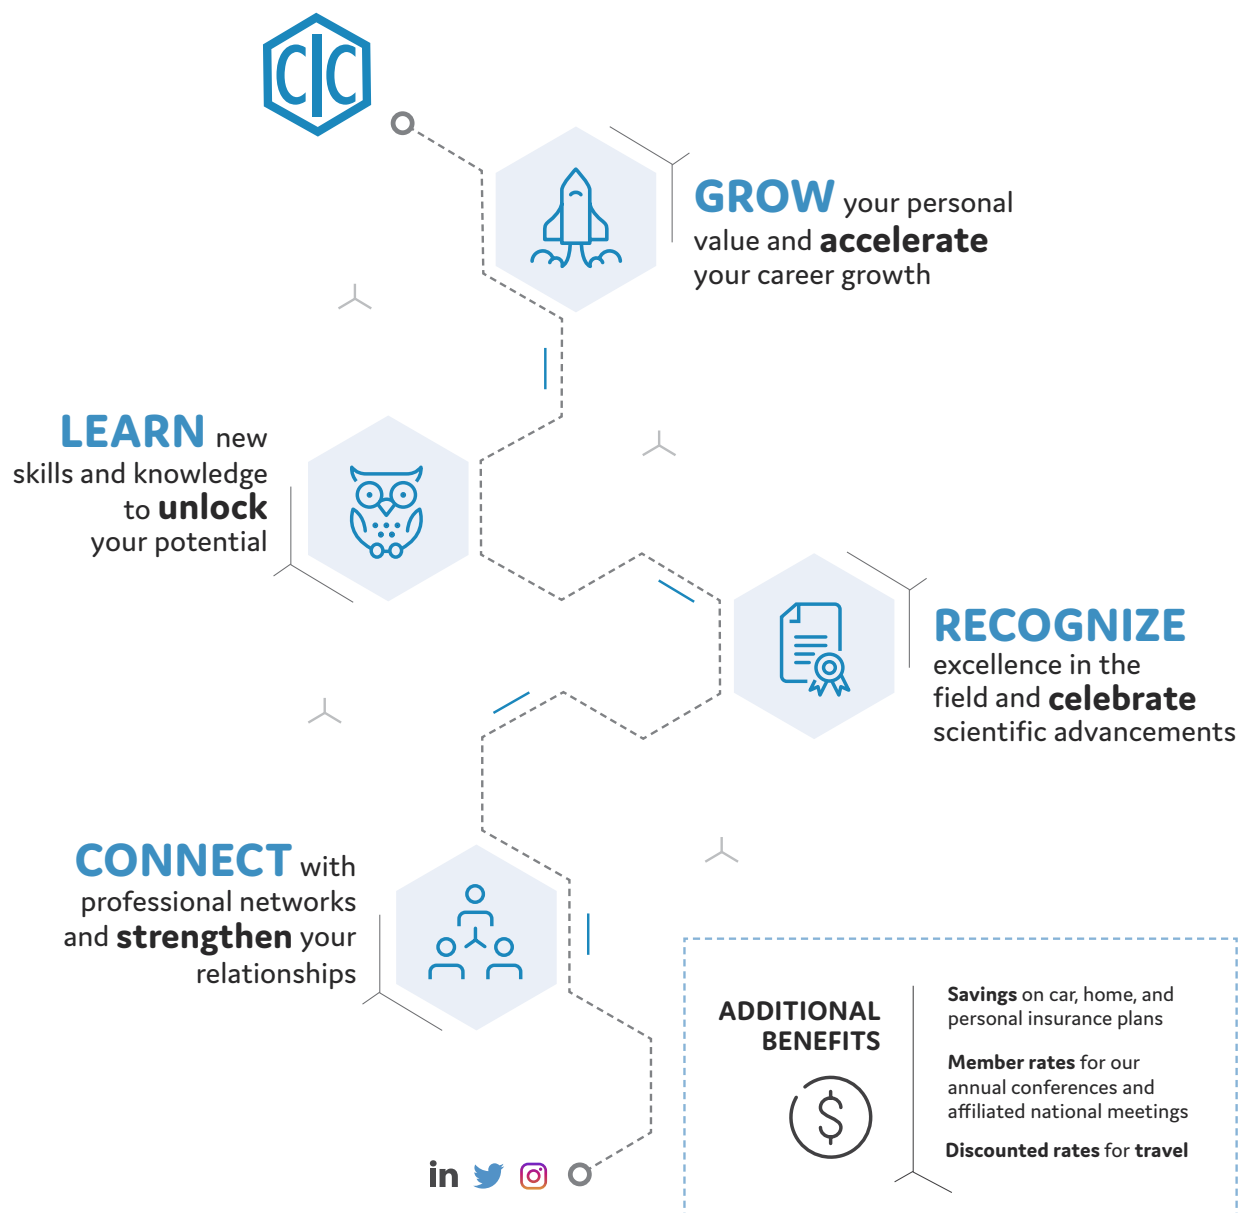 CIC
GROW your personal
value and accelerate
your career growth
LEARN new
skills and knowledge
to unlock
your potential
RECOGNIZE
excellence in the
field and celebrate
scientific advancements
CONNECT with
professional networks
and strengthen your
relationships
ADDITIONAL
BENEFITS
$
Savings on car, home, and
personal insurance plans
Member rates for our
annual conferences and
affiliated national meetings
Discounted rates for travel
in